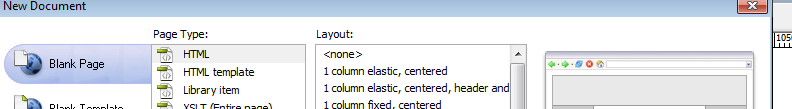 New Document
Page Type:
Layout:
Blank Page
HTML
HTML template
Library item
XSLT (Entire page)
<none>
1 column elastic, centered
1 column elastic, centered, header and
1 column fixed, centered
Blank Template
105